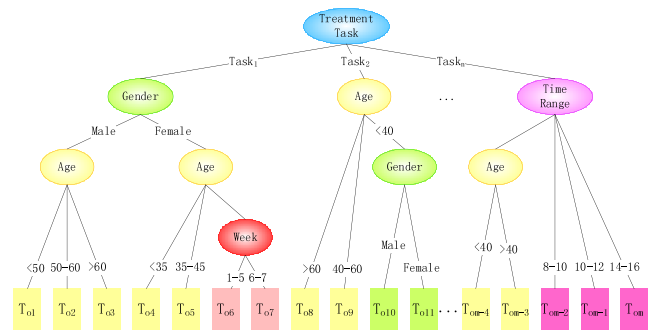 Treatment
Task
Task₁ Task₂ Taskₙ
Gender Age ... Time
Range
Male Female <40
Age Age Gender Age
Week
Male <40 >40
<50 50-60 >60 <35 35-45 1-5 6-7 >60 40-60 Female 8-10 10-12 14-16
Tₒ₁ Tₒ₂ Tₒ₃ Tₒ₄ Tₒ₅ Tₒ₆ Tₒ₇ Tₒ₈ Tₒ₉ Tₒ₁₀ Tₒ₁₁ ... Tₒₘ₋₄ Tₒₘ₋₃ Tₒₘ₋₂ Tₒₘ₋₁ Tₒₘ